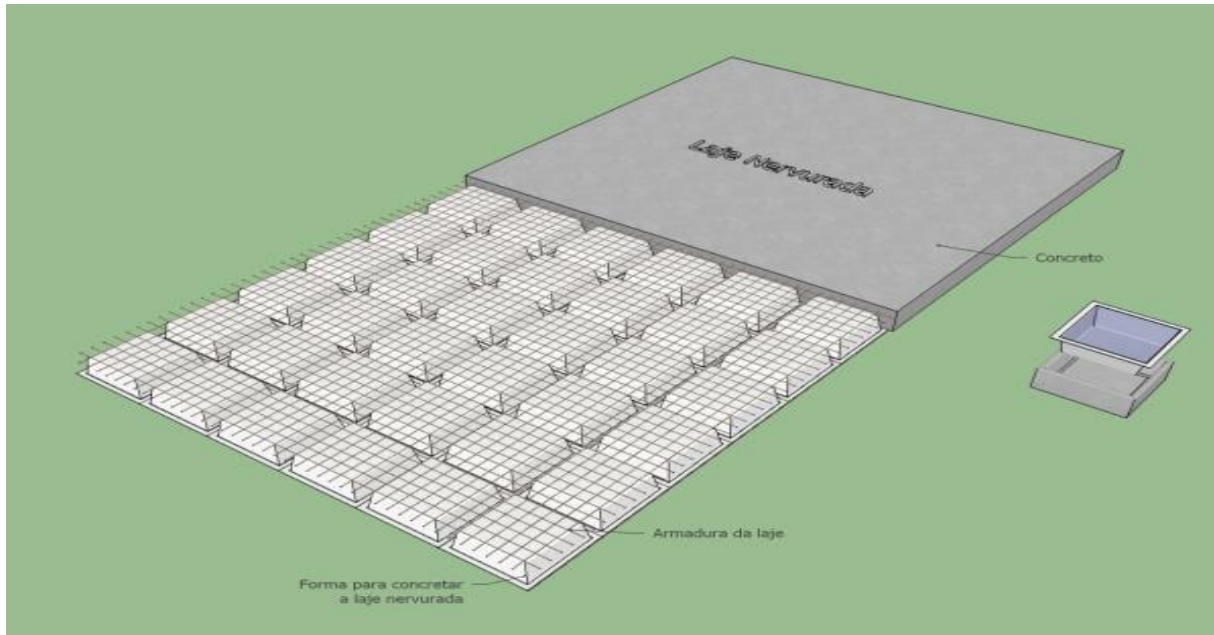 Laje Nervurada
Concreto
Armadura da laje
Forma para concretar
a laje nervurada